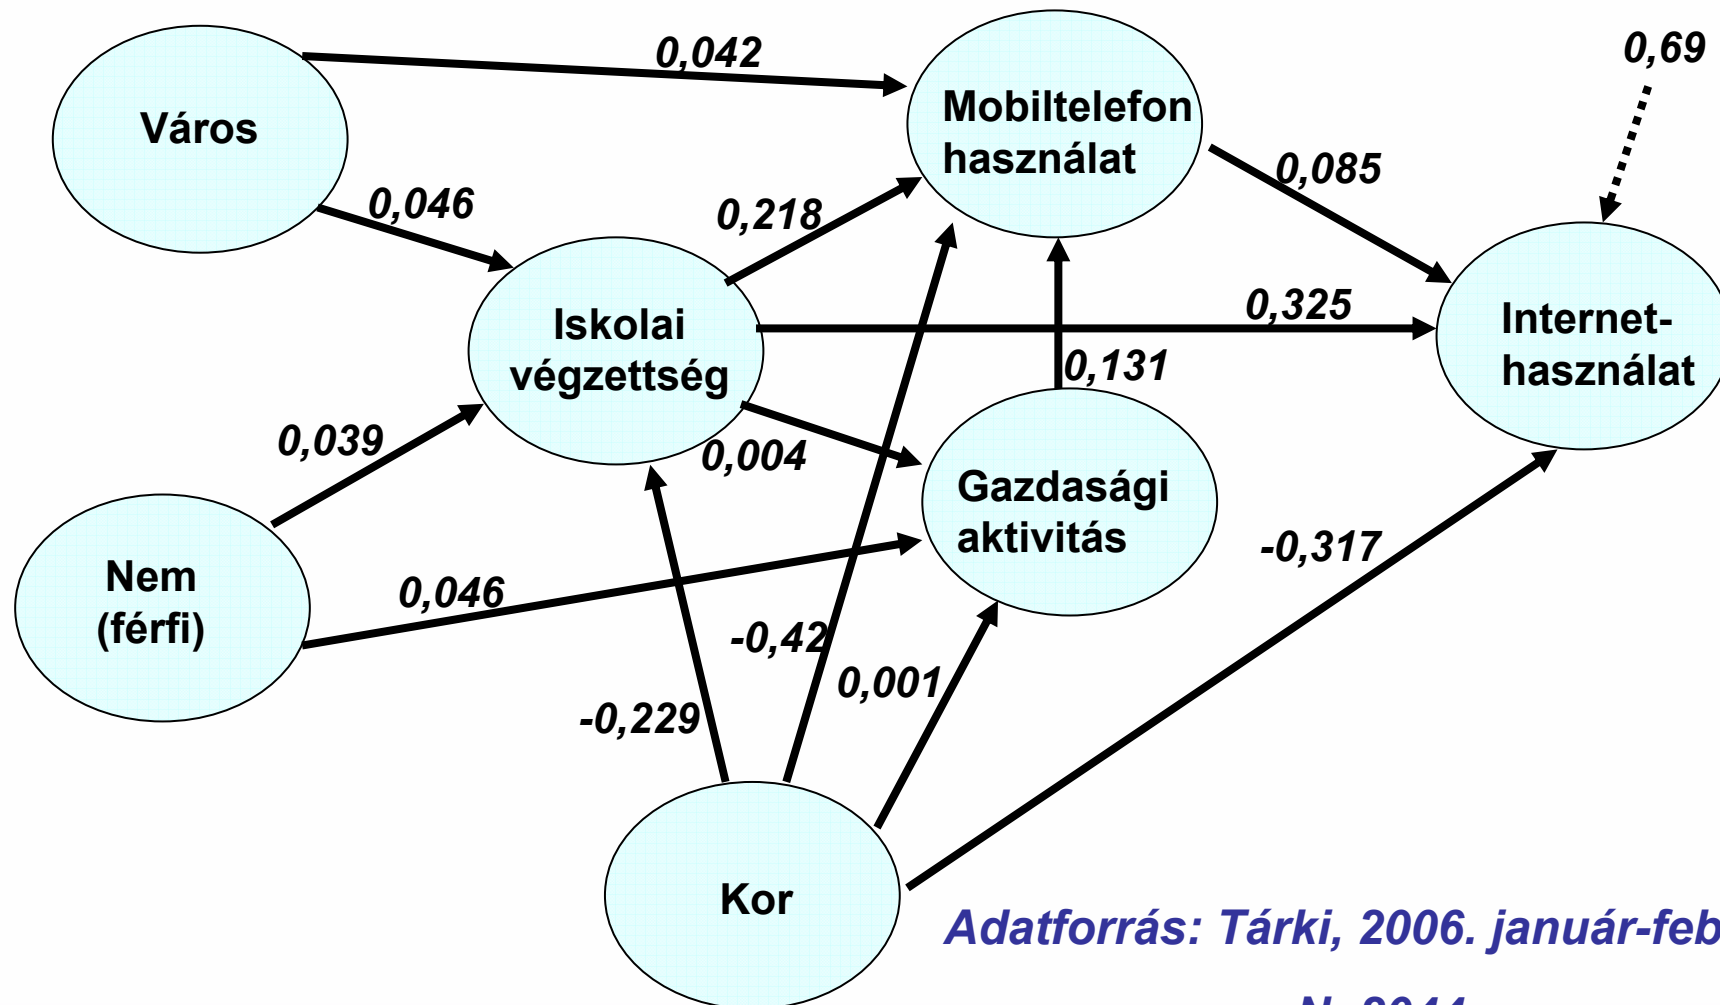 0,69
0,042
Város
Mobiltelefon
használat
0,085
0,046
0,218
0,325
Iskolai
végzettség
Internet-
használat
0,131
0,039
0,004
Gazdasági
aktivitás
-0,317
Nem
(férfi)
0,046
-0,42
0,001
-0,229
Kor
Adatforrás: Tárki, 2006. január-feb